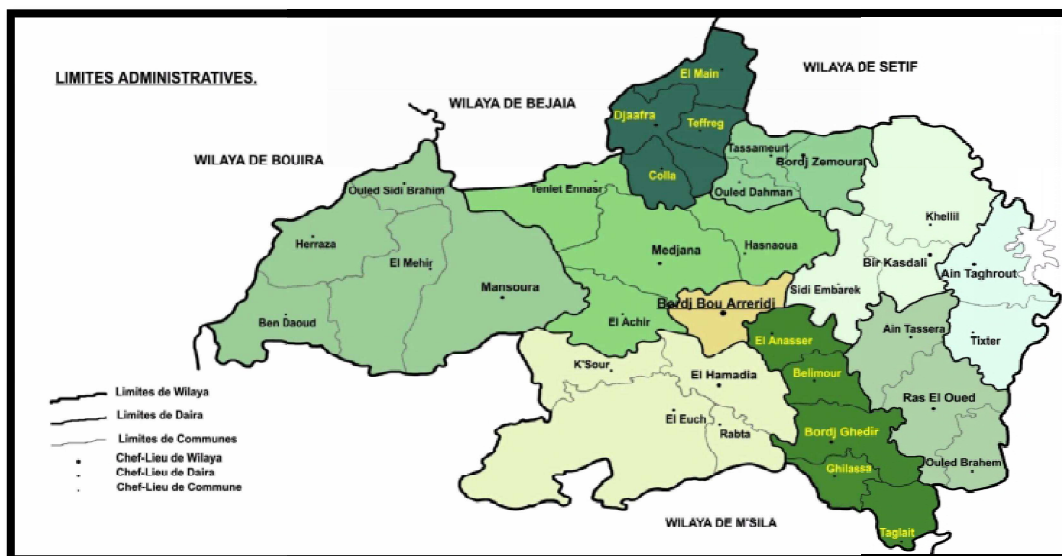 LIMITES ADMINISTRATIVES.
WILAYA DE SETIF
WILAYA DE BEJAIA
WILAYA DE BOUIRA
El Main
Djaafra
Teffreg
Colla
Tassameurt
Bordj Zemoura
Ouled Dahman
Ouled Sidi Brahim
Tenlet Ennasr
Khellil
Herraza
El Mehir
Medjana
Hasnaoua
Bir Kasdali
Ain Taghrout
Mansoura
Sidi Embarek
Bordj Bou Arreridj
Ben Daoud
El Achir
El Anasser
Ain Tassera
Tixter
K'Sour
El Hamadia
Belimour
Ras El Oued
El Euch
Rabta
Bordj Ghedir
Ghilassa
Ouled Brahem
Taglait
WILAYA DE M'SILA
Limites de Wilaya
Limites de Daira
Limites de Communes
Chef-Lieu de Wilaya
Chef-Lieu de Daira
Chef-Lieu de Commune